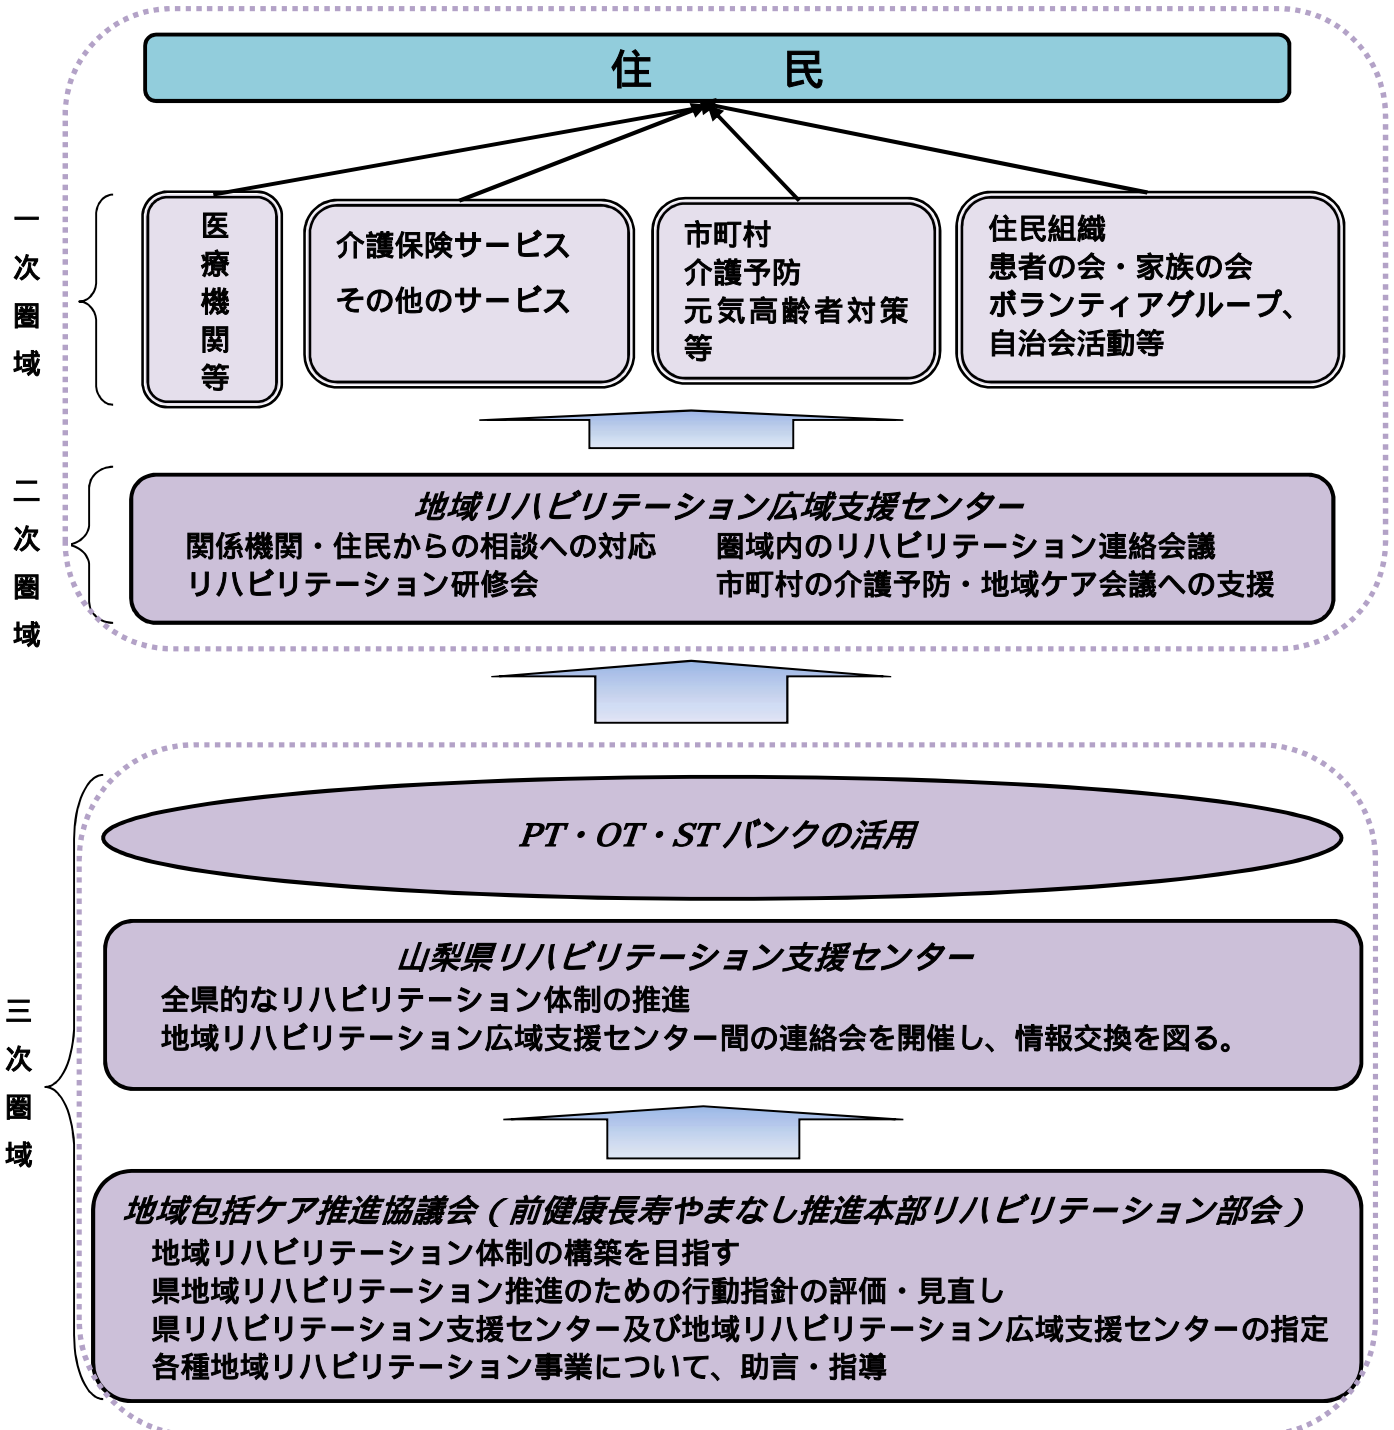 住　　　民
一次圏域
医療機関等
介護保険サービス
その他のサービス
市町村
介護予防
元気高齢者対策
等
住民組織
患者の会・家族の会
ボランティアグループ、
自治会活動等
二次圏域
地域リハビリテーション広域支援センター
関係機関・住民からの相談への対応　　圏域内のリハビリテーション連絡会議
リハビリテーション研修会　　市町村の介護予防・地域ケア会議への支援
三次圏域
PT・OT・STバンクの活用
山梨県リハビリテーション支援センター
全県的なリハビリテーション体制の推進
地域リハビリテーション広域支援センター間の連絡会を開催し、情報交換を図る。
地域包括ケア推進協議会（前健康長寿やまなし推進本部リハビリテーション部会）
地域リハビリテーション体制の構築を目指す
県地域リハビリテーション推進のための行動指針の評価・見直し
県リハビリテーション支援センター及び地域リハビリテーション広域支援センターの指定
各種地域リハビリテーション事業について、助言・指導